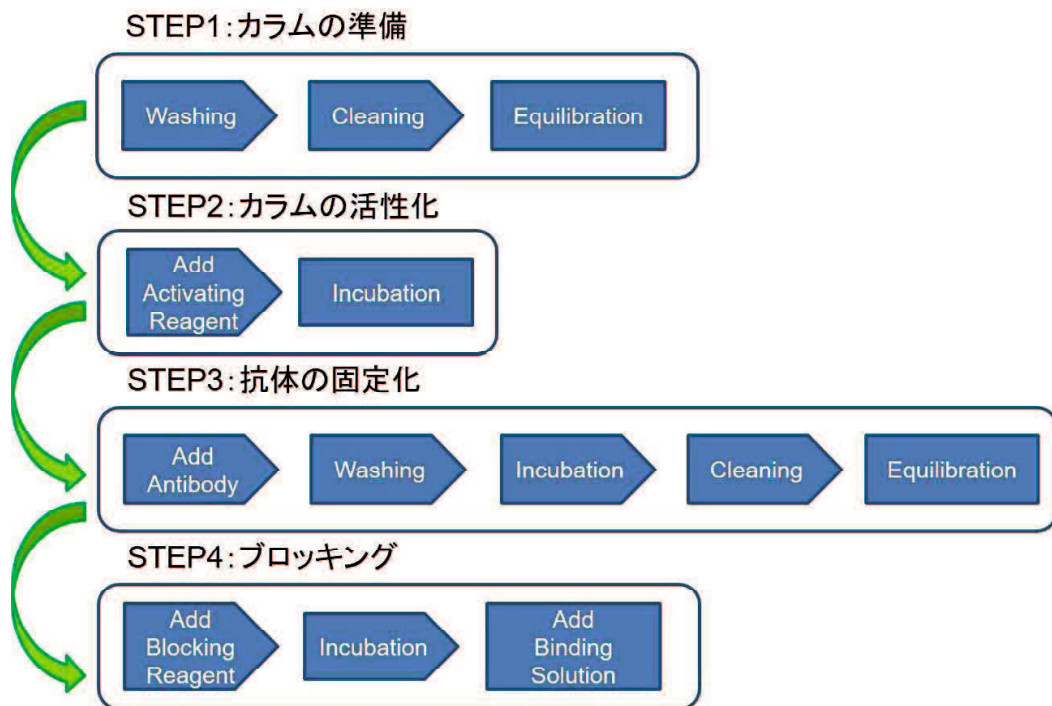 STEP1:カラムの準備
Washing
Cleaning
Equilibration
STEP2:カラムの活性化
Add
Activating
Reagent
Incubation
STEP3:抗体の固定化
Add
Antibody
Washing
Incubation
Cleaning
Equilibration
STEP4:ブロッキング
Add
Blocking
Reagent
Incubation
Add
Binding
Solution